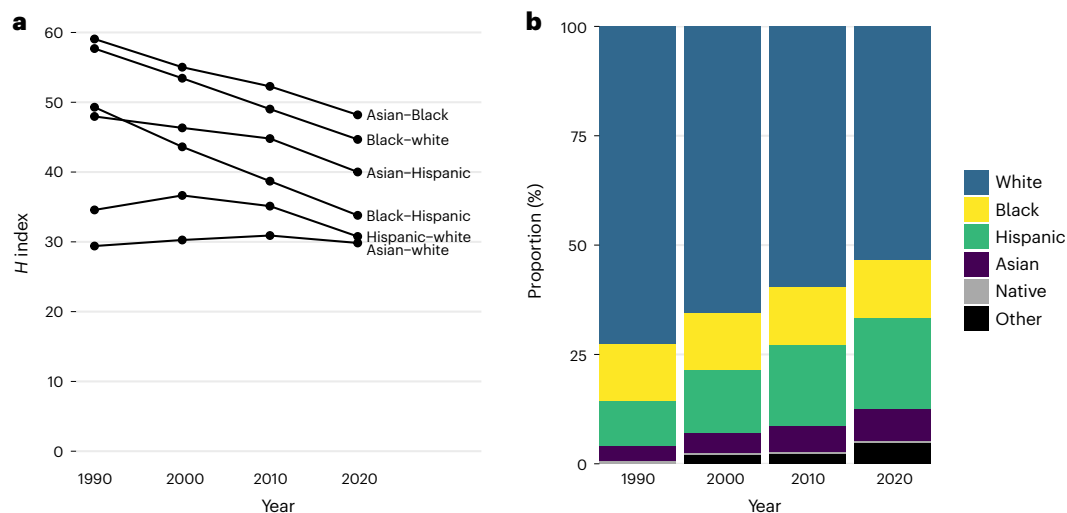 a
60
50
40
30
20
10
0
H index
Asian–Black
Black–white
Asian–Hispanic
Black–Hispanic
Hispanic–white
Asian–white
1990 2000 2010 2020
Year
b
100
75
50
25
0
Proportion (%)
1990 2000 2010 2020
Year
White
Black
Hispanic
Asian
Native
Other